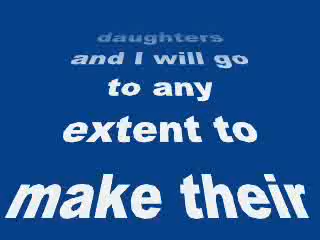 daughters
and I will go
to any
extent to
make their